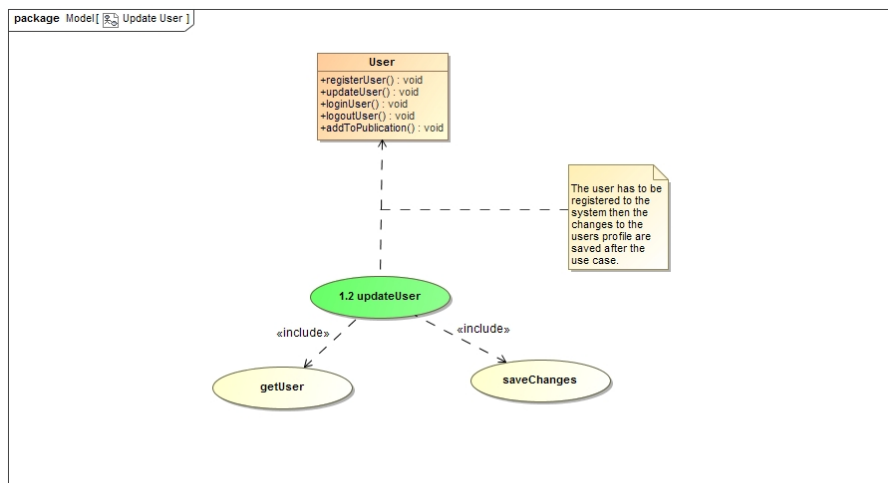 package Model[ Update User ]
User
+registerUser() : void
+updateUser() : void
+loginUser() : void
+logoutUser() : void
+addToPublication() : void
The user has to be
registered to the
system then the
changes to the
users profile are
saved after the
use case.
1.2 updateUser
«include»
«include»
getUser
saveChanges